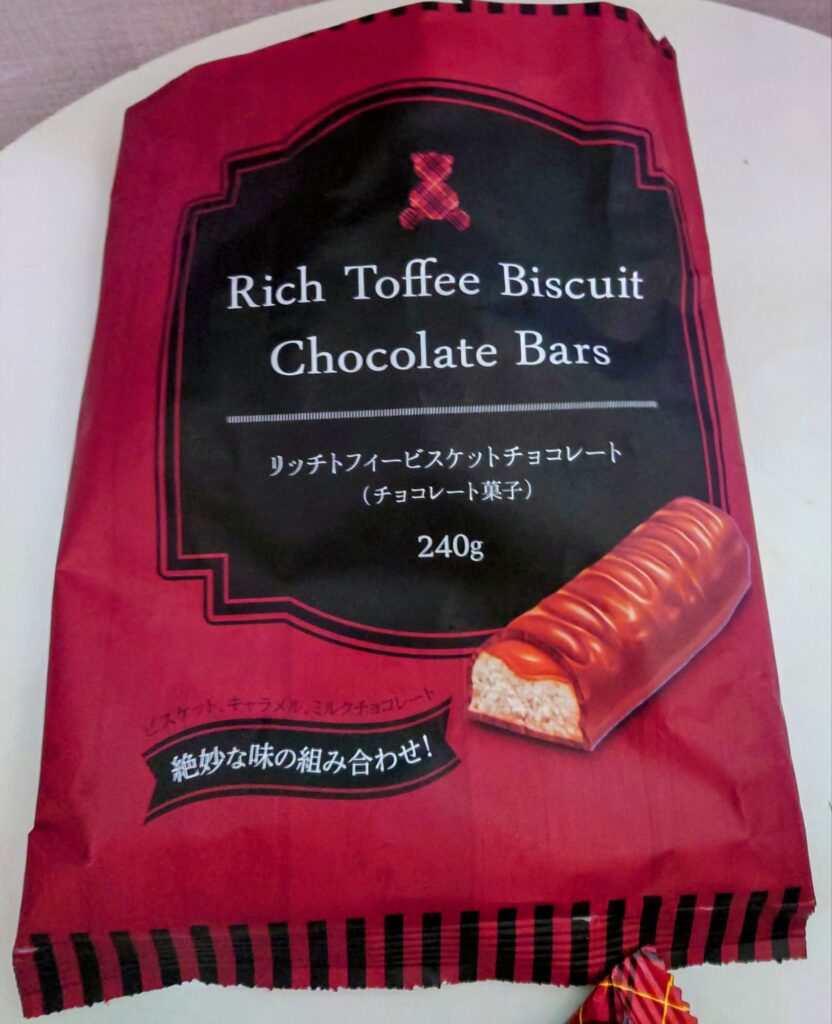 Rich Toffee Biscuit
Chocolate Bars
リッチトフィービスケットチョコレート
（チョコレート菓子）
240g
ビスケット、キャラメル、ミルクチョコレート
絶妙な味の組み合わせ！